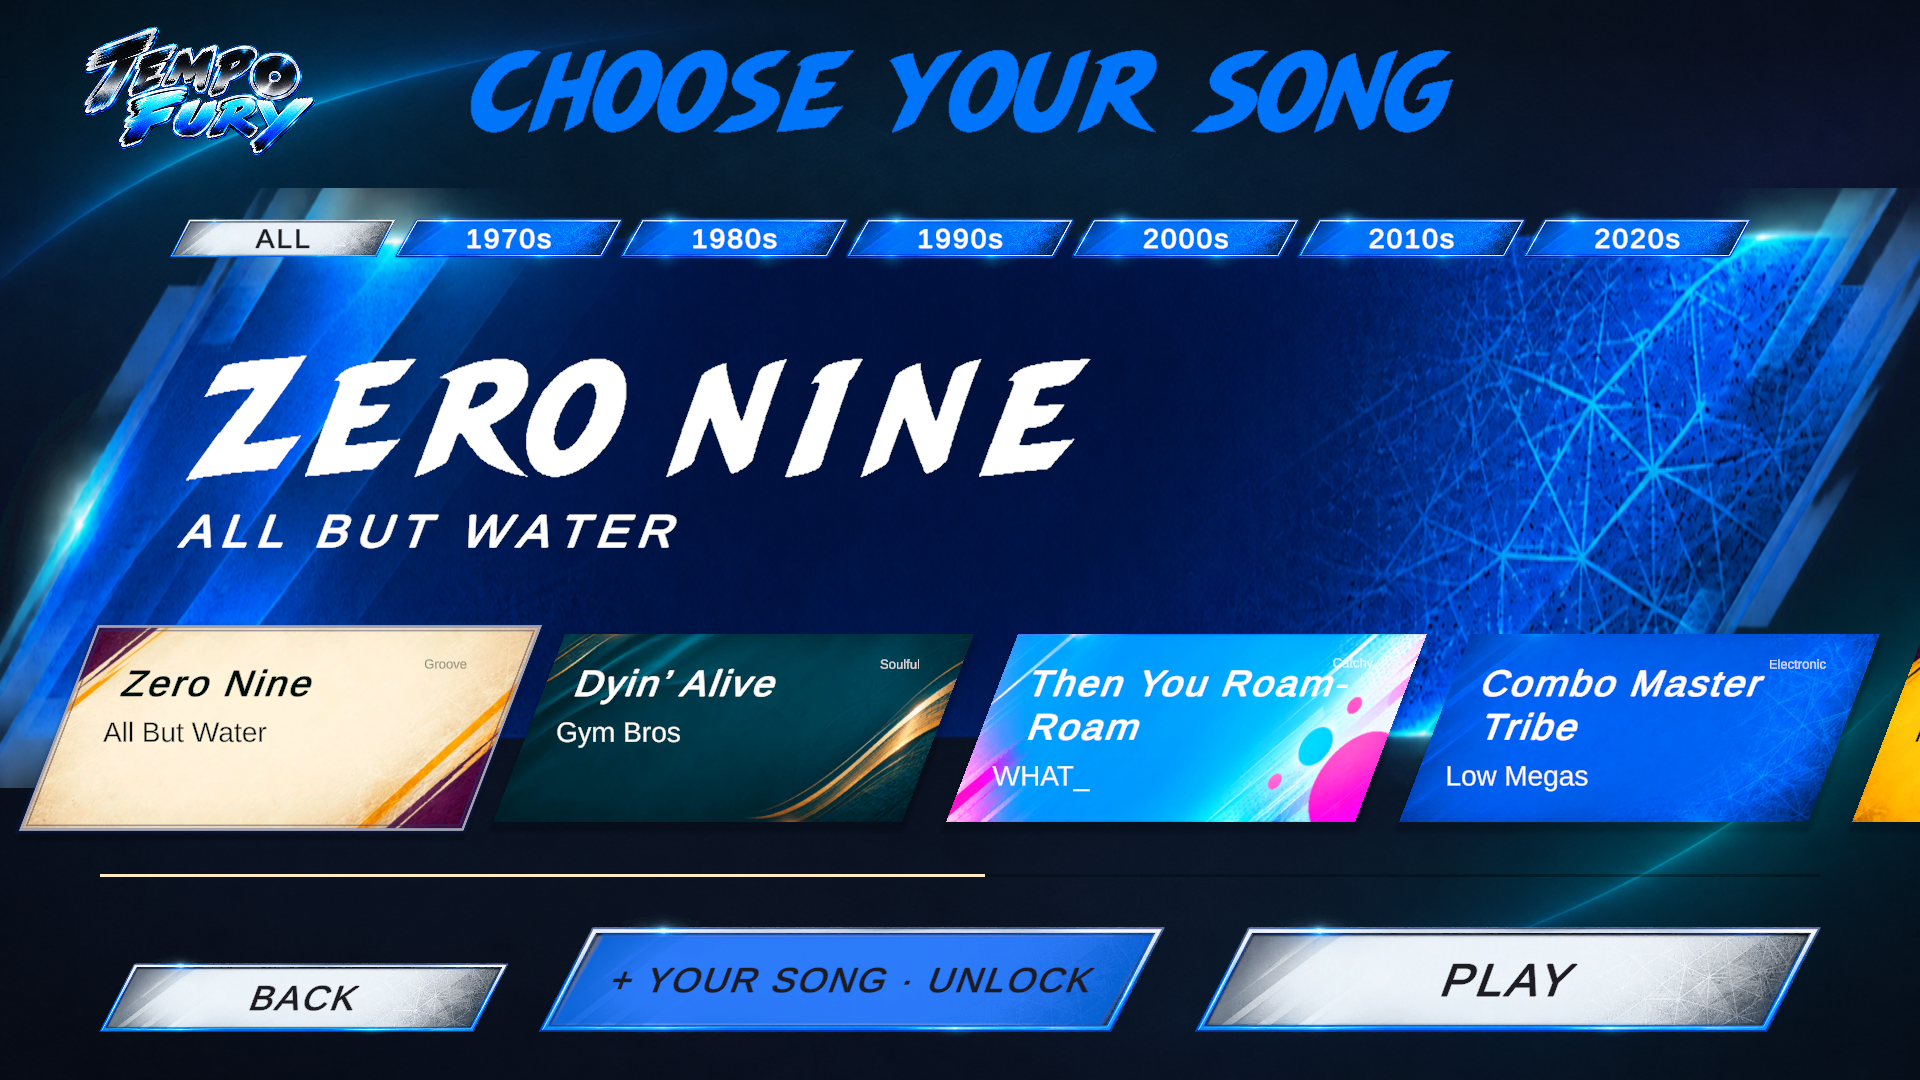 TEMPO
FURY
CHOOSE YOUR SONG
ALL
1970s
1980s
1990s
2000s
2010s
2020s
ZERO NINE
ALL BUT WATER
Zero Nine
Groove
All But Water
Dyin' Alive
Soulful
Gym Bros
Then You Roam-
Roam
Catchy
WHAT_
Combo Master
Tribe
Electronic
Low Megas
BACK
+ YOUR SONG · UNLOCK
PLAY